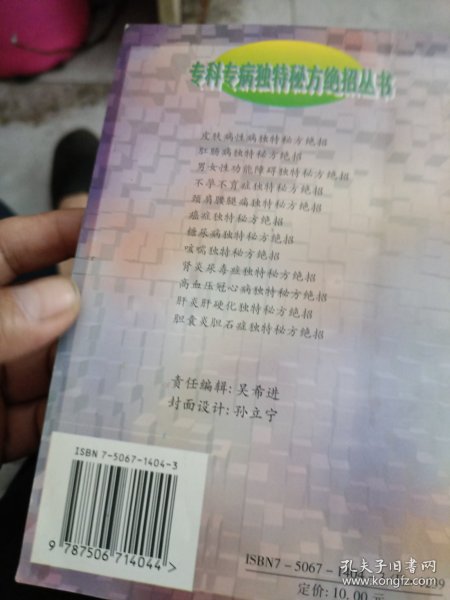 专科专病独特秘方绝招丛书
皮肤病性病独特秘方绝招
肛肠病独特秘方绝招
男女性功能障碍独特秘方绝招
不孕不育症独特秘方绝招
颈肩腰腿痛独特秘方绝招
癌症独特秘方绝招
糖尿病独特秘方绝招
咳喘独特秘方绝招
肾炎尿毒症独特秘方绝招
高血压冠心病独特秘方绝招
肝炎肝硬化独特秘方绝招
胆囊炎胆石症独特秘方绝招
责任编辑:吴希进
封面设计:孙立宁
ISBN 7-5067-1404-3
9 787506 714044 >
ISBN7-5067-1404
定价:10.00元
孔夫子旧书网
www.kongfz.com